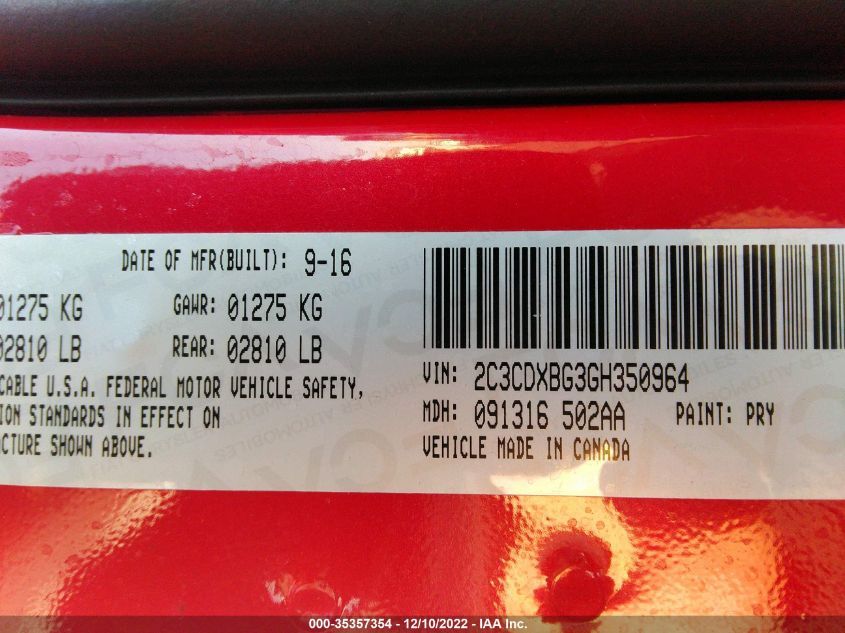 DATE OF MFR(BUILT): 9-16
01275 KG GAWR: 01275 KG
02810 LB REAR: 02810 LB
CABLE U.S.A. FEDERAL MOTOR VEHICLE SAFETY,
ION STANDARDS IN EFFECT ON
CTURE SHOWN ABOVE.
VIN: 2C3CDXBG3GH350964
MDH: 091316 502AA PAINT: PRY
VEHICLE MADE IN CANADA
000-35357354 - 12/10/2022 - IAA Inc.